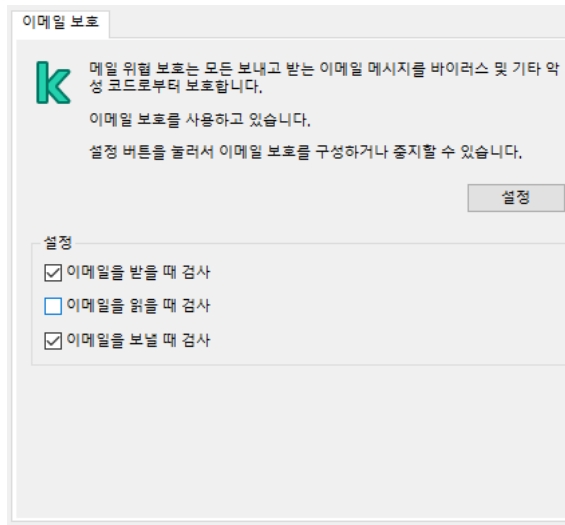 이메일 보호
메일 위협 보호는 모든 보내고 받는 이메일 메시지를 바이러스 및 기타 악
성 코드로부터 보호합니다.
이메일 보호를 사용하고 있습니다.
설정 버튼을 눌러서 이메일 보호를 구성하거나 중지할 수 있습니다.
설정
설정
이메일을 받을 때 검사
이메일을 읽을 때 검사
이메일을 보낼 때 검사